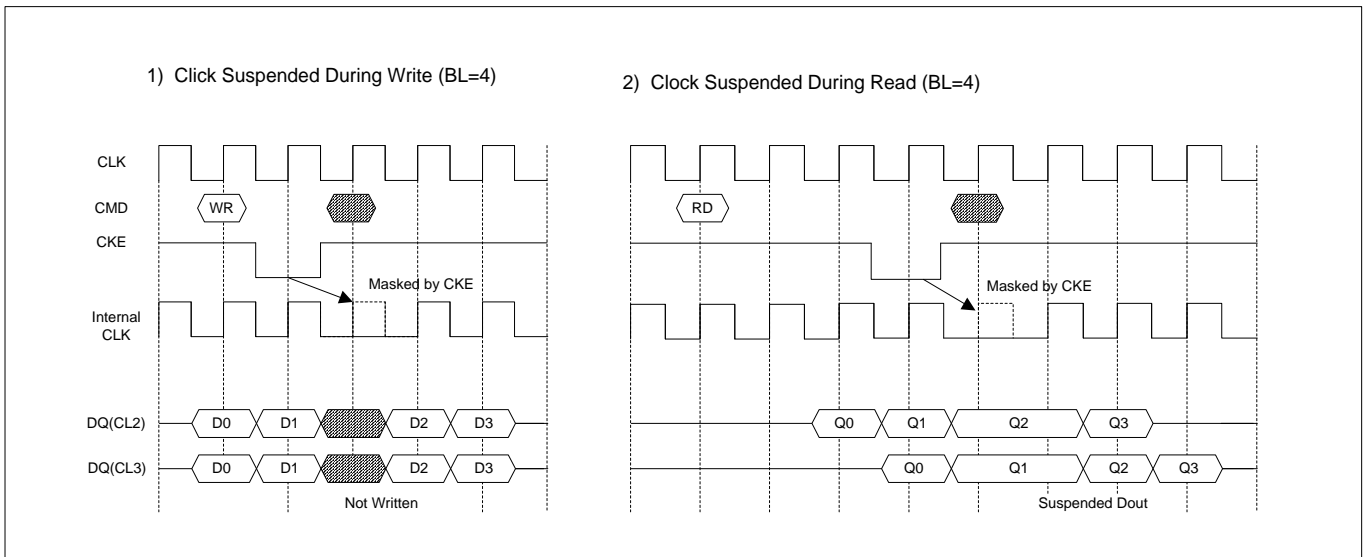 1) Click Suspended During Write (BL=4)
2) Clock Suspended During Read (BL=4)
CLK
CMD
WR
RD
CKE
Masked by CKE
Masked by CKE
Internal
CLK
DQ(CL2)
D0
D1
D2
D3
Q0
Q1
Q2
Q3
DQ(CL3)
D0
D1
D2
D3
Q0
Q1
Q2
Q3
Not Written
Suspended Dout